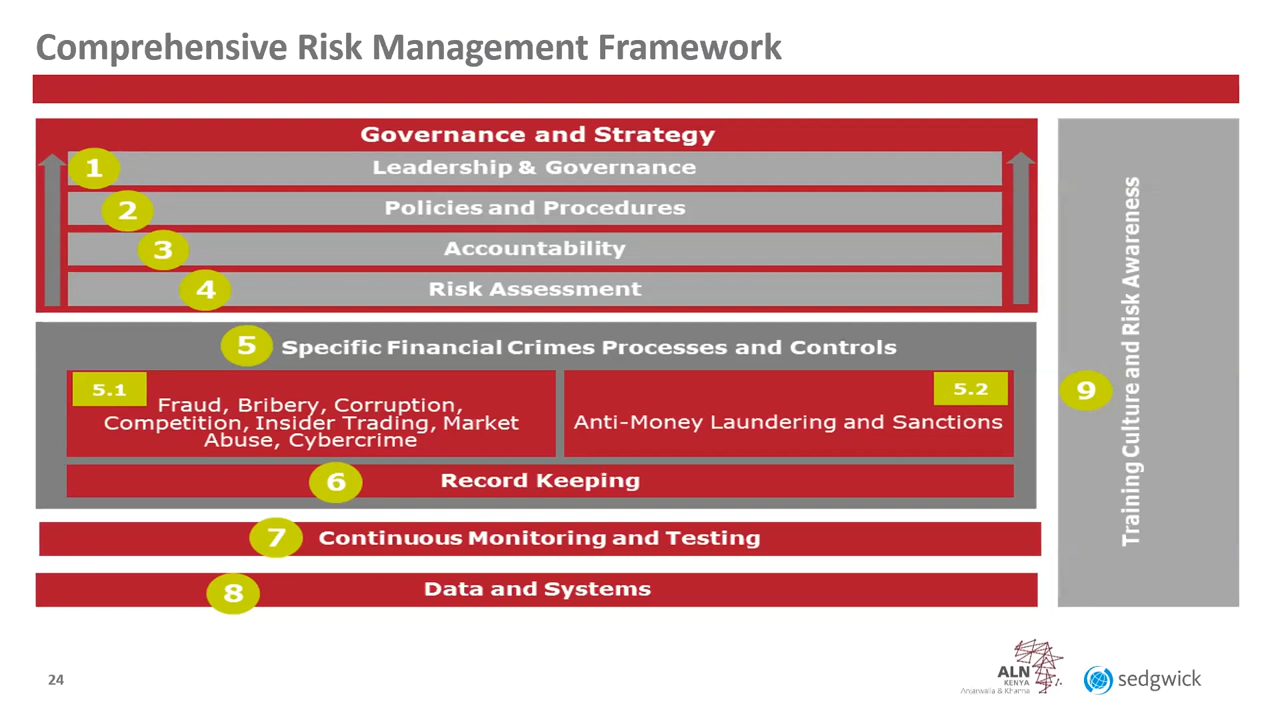 Comprehensive Risk Management Framework
Governance and Strategy
1
Leadership & Governance
2
Policies and Procedures
3
Accountability
4
Risk Assessment
5
Specific Financial Crimes Processes and Controls
5.1
Fraud, Bribery, Corruption,
Competition, Insider Trading, Market
Abuse, Cybercrime
5.2
Anti-Money Laundering and Sanctions
6
Record Keeping
7
Continuous Monitoring and Testing
8
Data and Systems
9
Training Culture and Risk Awareness
24
ALN
KENYA
Anjarwalla & Khanna
sedgwick